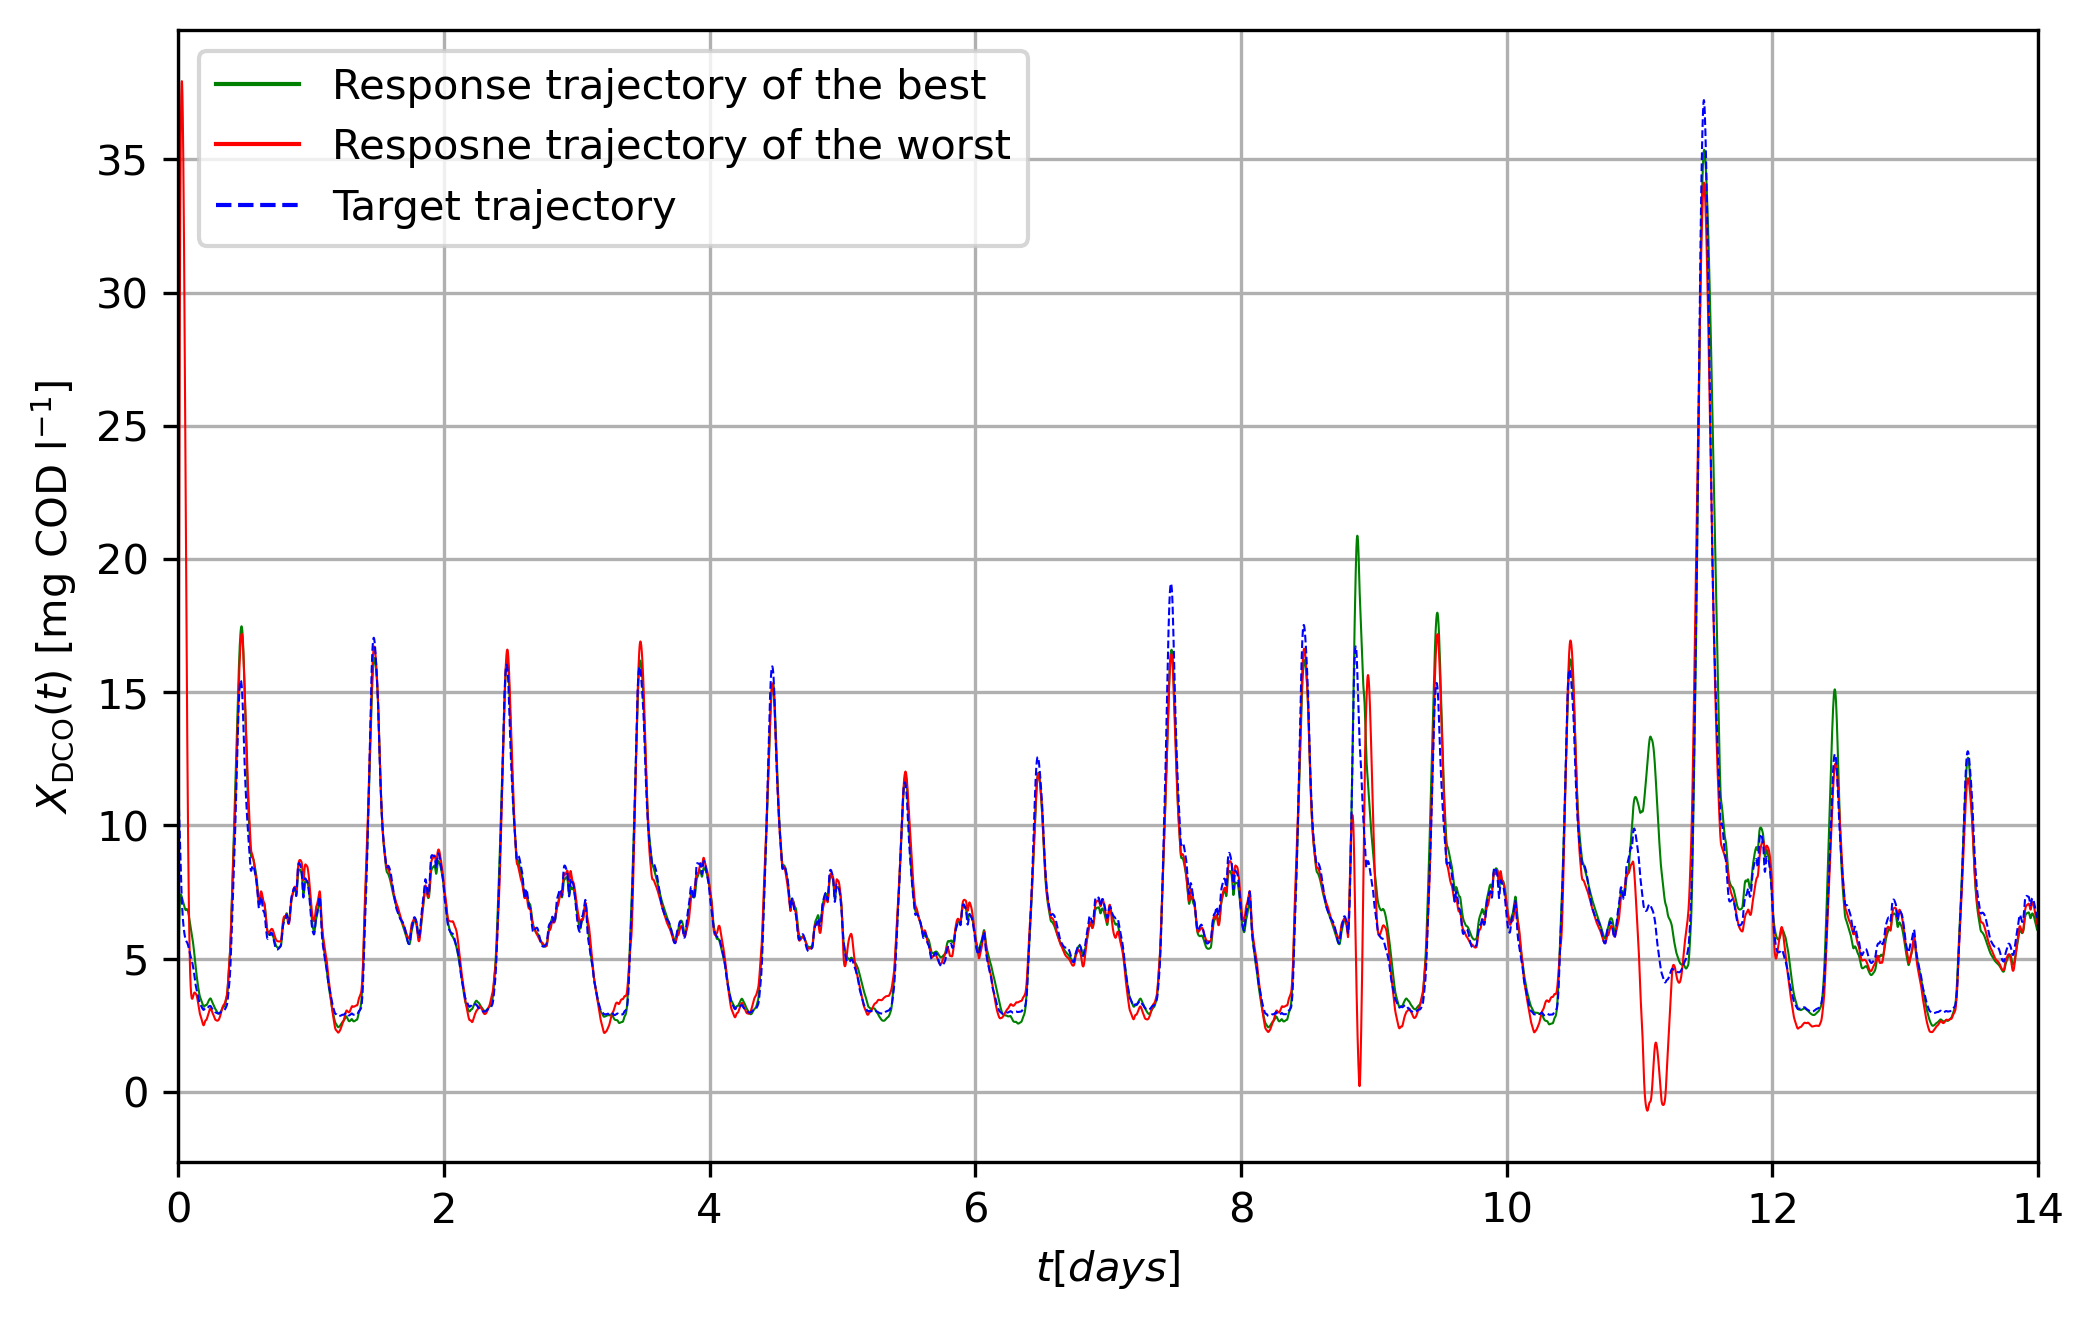 Response trajectory of the best
Resposne trajectory of the worst
Target trajectory
35
30
25
20
15
10
5
0
X_DCO(t) [mg COD l⁻¹]
0 2 4 6 8 10 12 14
t[days]